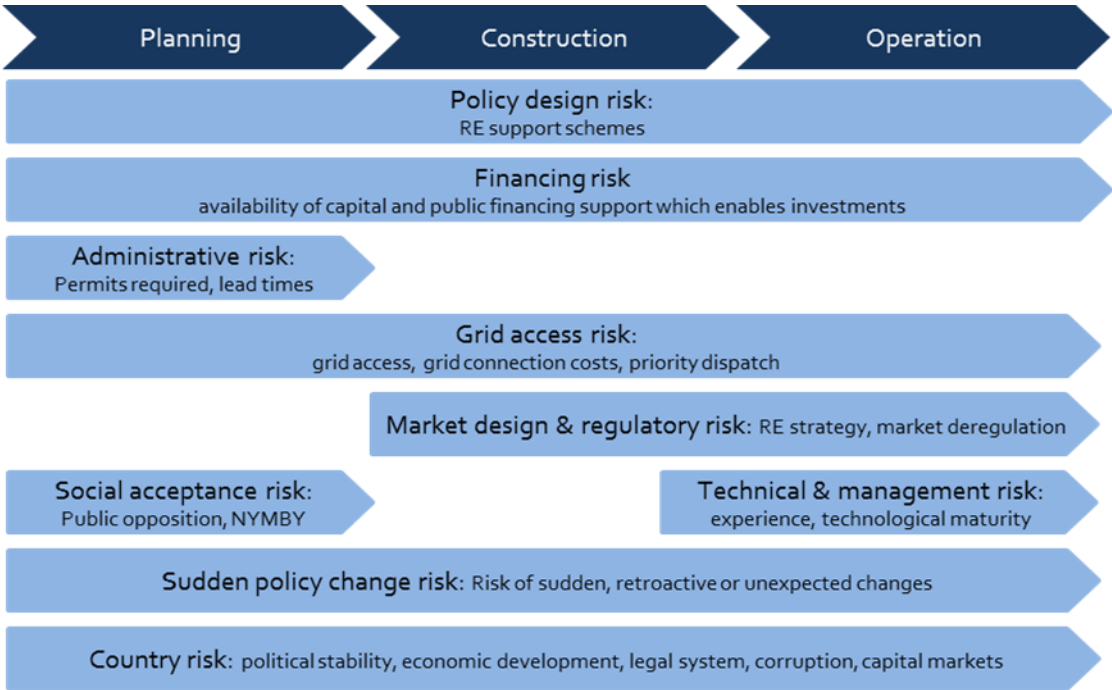 Planning
Construction
Operation
Policy design risk:
RE support schemes
Financing risk
availability of capital and public financing support which enables investments
Administrative risk:
Permits required, lead times
Grid access risk:
grid access, grid connection costs, priority dispatch
Market design & regulatory risk: RE strategy, market deregulation
Social acceptance risk:
Public opposition, NYMBY
Technical & management risk:
experience, technological maturity
Sudden policy change risk: Risk of sudden, retroactive or unexpected changes
Country risk: political stability, economic development, legal system, corruption, capital markets